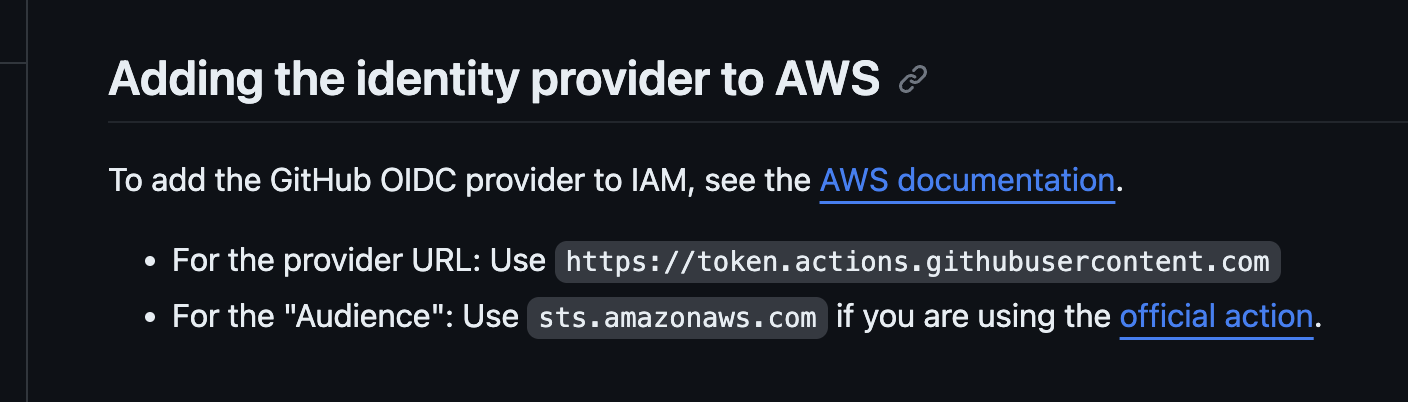 Adding the identity provider to AWS
To add the GitHub OIDC provider to IAM, see the AWS documentation.
• For the provider URL: Use https://token.actions.githubusercontent.com
• For the "Audience": Use sts.amazonaws.com if you are using the official action.